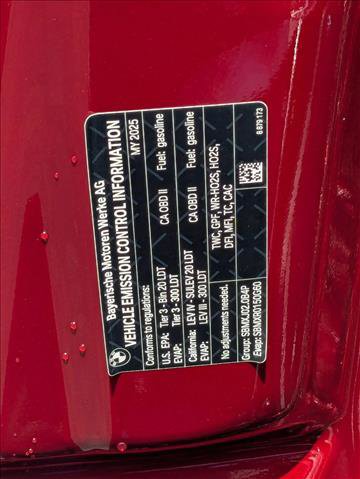 Bayerische Motoren Werke AG
VEHICLE EMISSION CONTROL INFORMATION
Conforms to regulations: MY 2025
U.S. EPA: Tier 3 - Bin 20 LDT CA OBD II Fuel: gasoline
EVAP: Tier 3 - 300 LDT
California: LEV IV - SULEV 20 LDT CA OBD II Fuel: gasoline
EVAP: LEV III - 300 LDT
No adjustments needed. TWC, GPF, WR-HO2S, HO2S,
DFI, MFI, TC, CAC
Group: SBMXJ02.0B4P
Evap: SBMXR0150G60
8 679 173